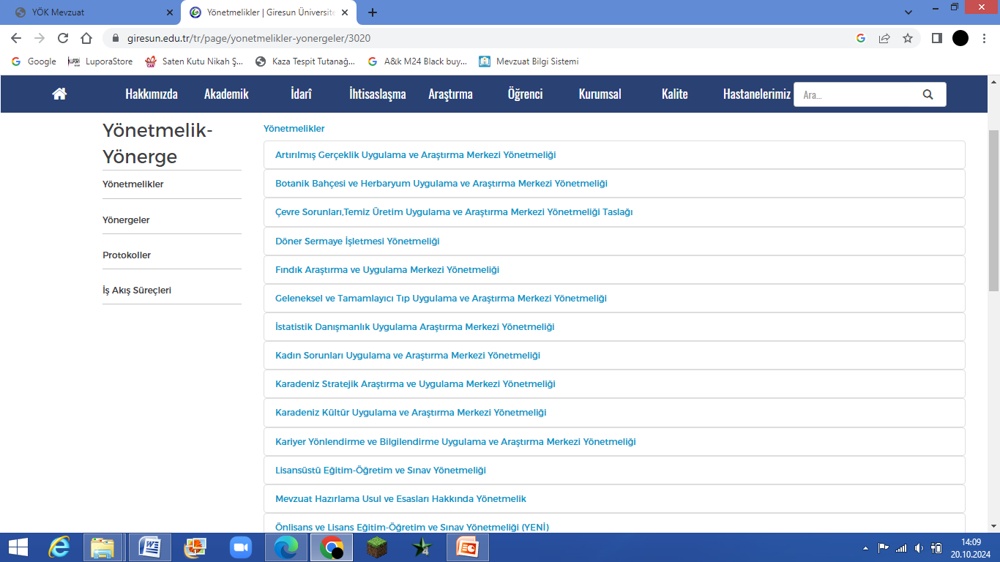 YÖK Mevzuat
Yönetmelikler | Giresun Üniversite
giresun.edu.tr/tr/page/yonetmelikler-yonergeler/3020
Google
LuporaStore
Saten Kutu Nikah Ş...
Kaza Tespit Tutanağ...
A&k M24 Black buy...
Mevzuat Bilgi Sistemi
Hakkımızda
Akademik
İdarî
İhtisaslaşma
Araştırma
Öğrenci
Kurumsal
Kalite
Hastanelerimiz
Ara...
Yönetmelik-
Yönerge
Yönetmelikler
Yönergeler
Protokoller
İş Akış Süreçleri
Yönetmelikler
Artırılmış Gerçeklik Uygulama ve Araştırma Merkezi Yönetmeliği
Botanik Bahçesi ve Herbaryum Uygulama ve Araştırma Merkezi Yönetmeliği
Çevre Sorunları,Temiz Üretim Uygulama ve Araştırma Merkezi Yönetmeliği Taslağı
Döner Sermaye İşletmesi Yönetmeliği
Fındık Araştırma ve Uygulama Merkezi Yönetmeliği
Geleneksel ve Tamamlayıcı Tıp Uygulama ve Araştırma Merkezi Yönetmeliği
İstatistik Danışmanlık Uygulama Araştırma Merkezi Yönetmeliği
Kadın Sorunları Uygulama ve Araştırma Merkezi Yönetmeliği
Karadeniz Stratejik Araştırma ve Uygulama Merkezi Yönetmeliği
Karadeniz Kültür Uygulama ve Araştırma Merkezi Yönetmeliği
Kariyer Yönlendirme ve Bilgilendirme Uygulama ve Araştırma Merkezi Yönetmeliği
Lisansüstü Eğitim-Öğretim ve Sınav Yönetmeliği
Mevzuat Hazırlama Usul ve Esasları Hakkında Yönetmelik
Önlisans ve Lisans Eğitim-Öğretim ve Sınav Yönetmeliği (YENİ)
14:09
20.10.2024